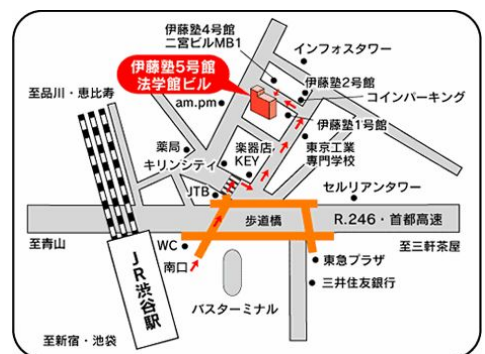 伊藤塾4号館
二宮ビルMB1
インフォスタワー
伊藤塾5号館
法学館ビル
伊藤塾2号館
至品川・恵比寿
コインパーキング
am.pm
伊藤塾1号館
薬局
楽器店
KEY
東京工業
専門学校
キリンシティ
JTB
セルリアンタワー
歩道橋
R.246・首都高速
至青山
WC
至三軒茶屋
南口
東急プラザ
JR渋谷駅
三井住友銀行
バスターミナル
至新宿・池袋